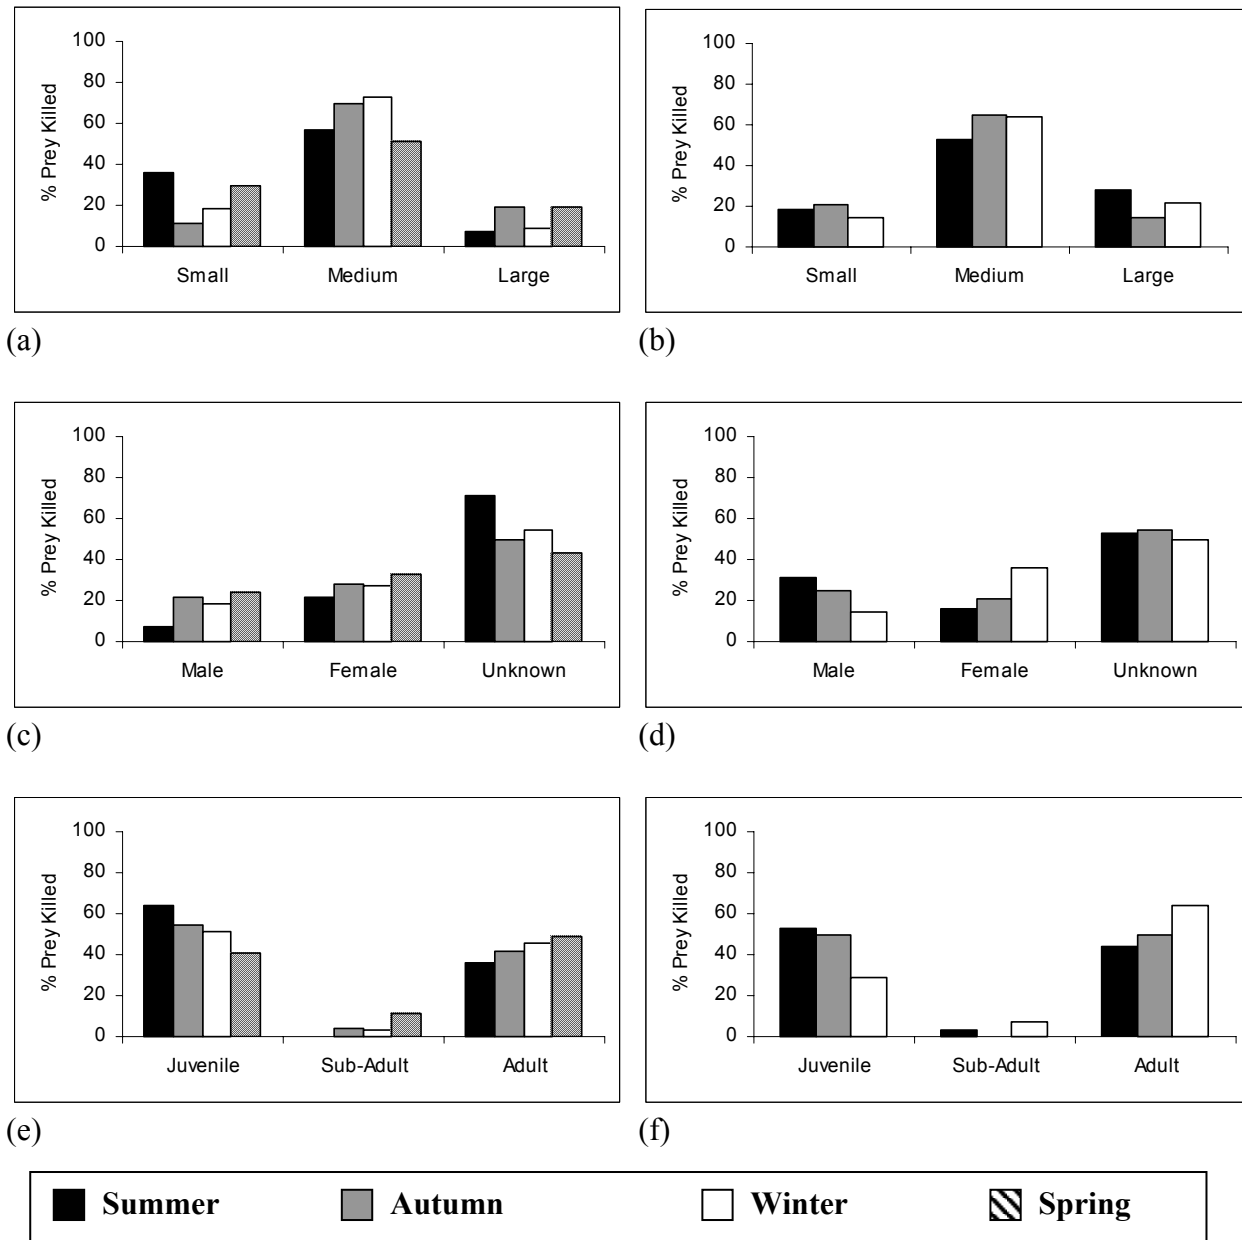 100
80
60
40
20
0
% Prey Killed
Small Medium Large
(a)
100
80
60
40
20
0
% Prey Killed
Small Medium Large
(b)
100
80
60
40
20
0
% Prey Killed
Male Female Unknown
(c)
100
80
60
40
20
0
% Prey Killed
Male Female Unknown
(d)
100
80
60
40
20
0
% Prey Killed
Juvenile Sub-Adult Adult
(e)
100
80
60
40
20
0
% Prey Killed
Juvenile Sub-Adult Adult
(f)
Summer Autumn Winter Spring